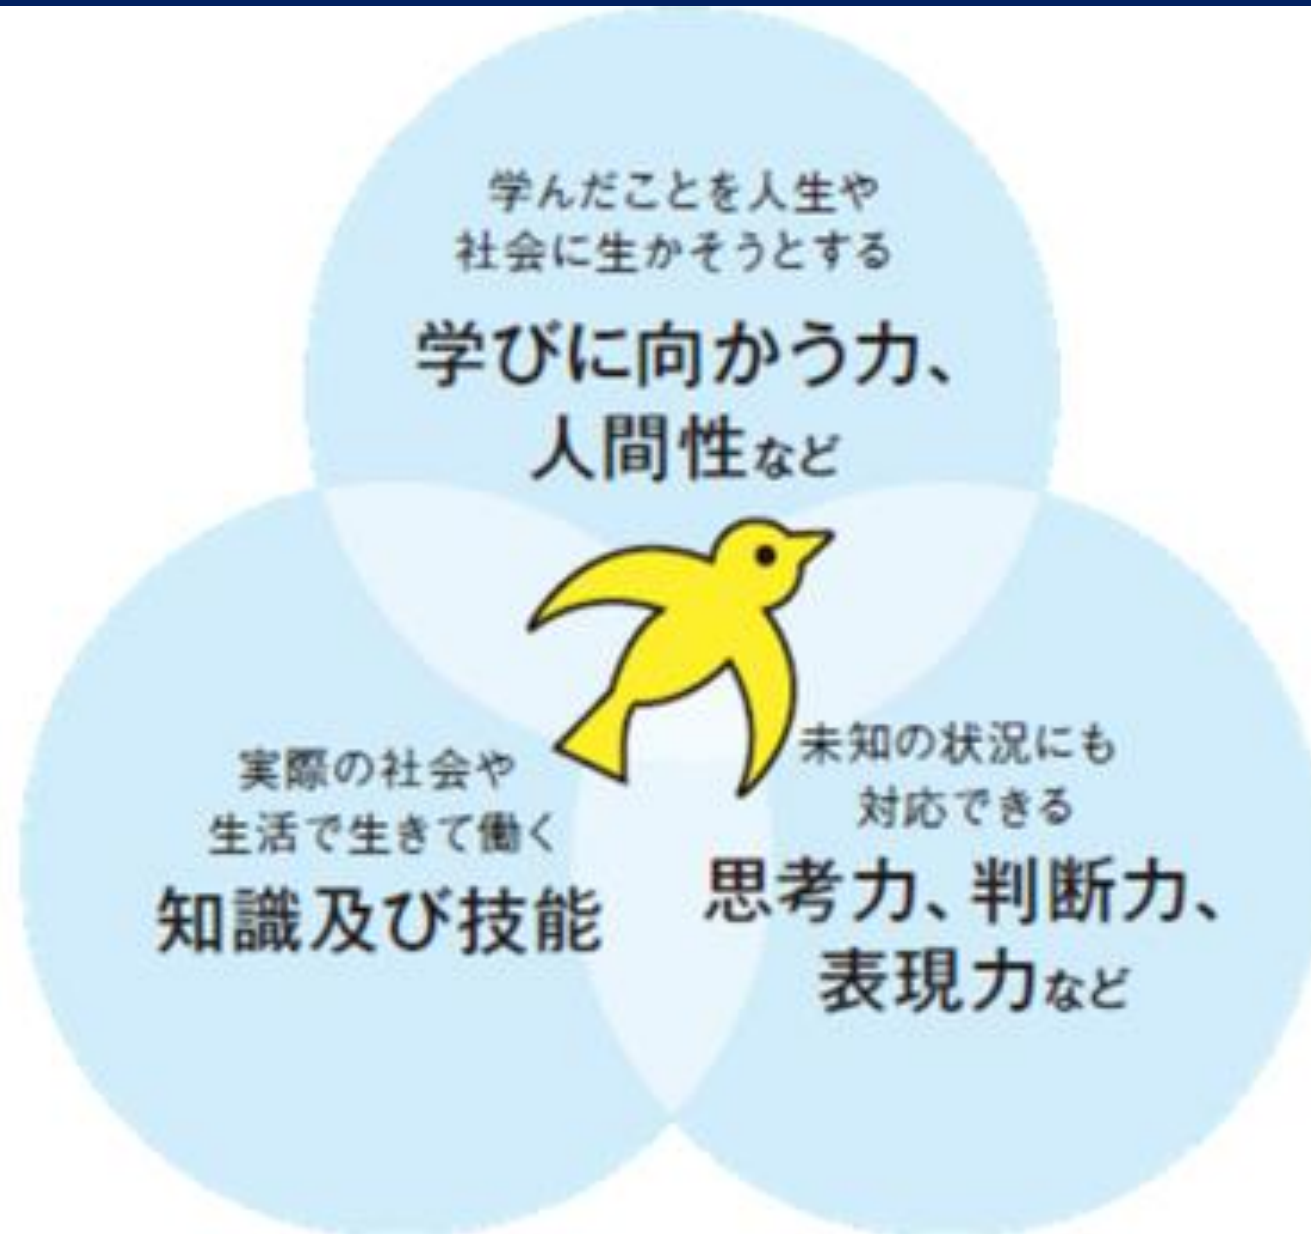 学んだことを人生や
社会に生かそうとする
学びに向かう力、
人間性など
実際の社会や
生活で生きて働く
知識及び技能
未知の状況にも
対応できる
思考力、判断力、
表現力など